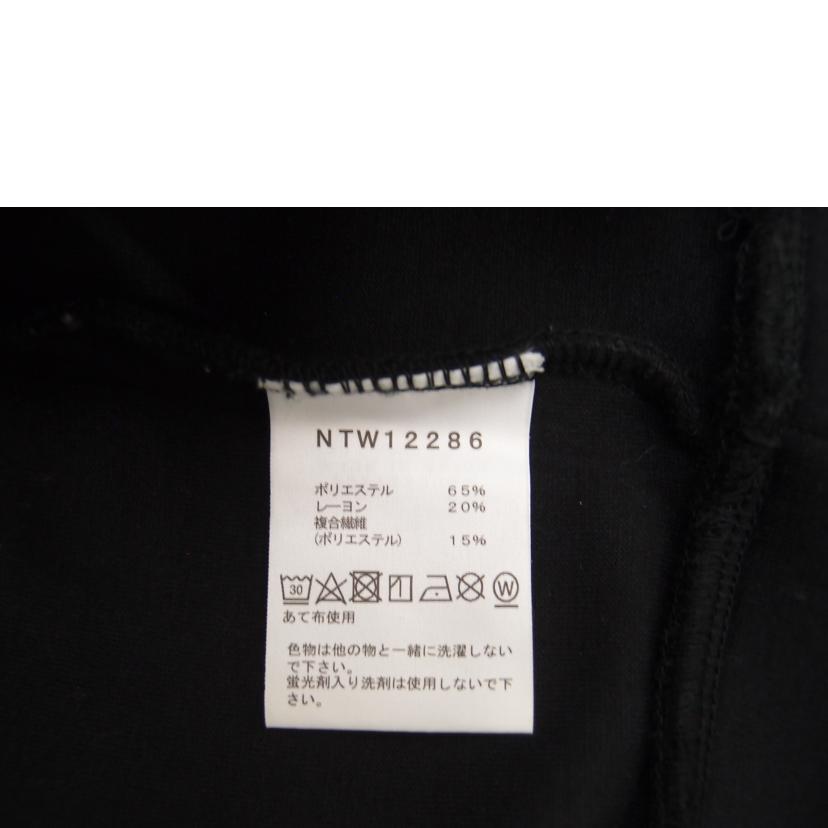 NTW12286
ポリエステル 65%
レーヨン 20%
複合繊維
(ポリエステル) 15%
30 W
あて布使用
色物は他の物と一緒に洗濯しない
で下さい。
蛍光剤入り洗剤は使用しないで下
さい。